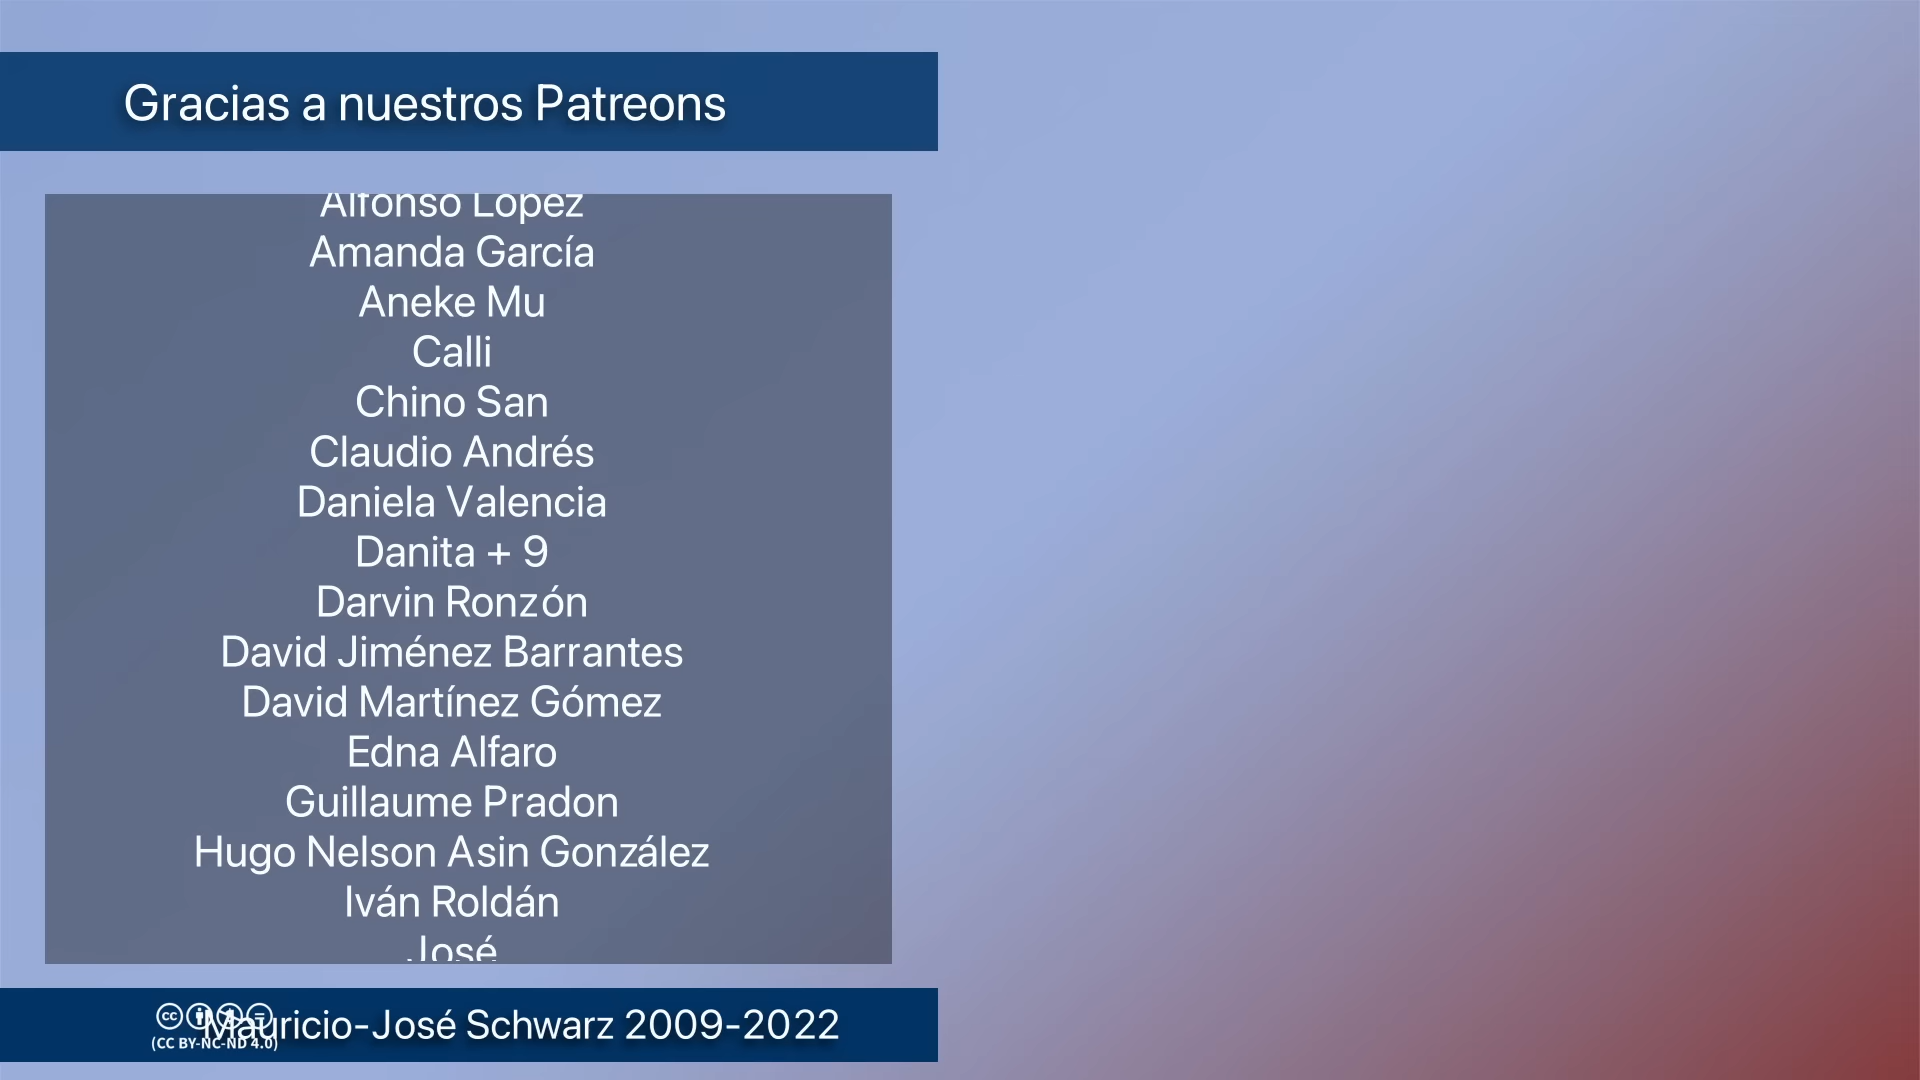 Gracias a nuestros Patreons
Alfonso López
Amanda García
Aneke Mu
Calli
Chino San
Claudio Andrés
Daniela Valencia
Danita + 9
Darvin Ronzón
David Jiménez Barrantes
David Martínez Gómez
Edna Alfaro
Guillaume Pradon
Hugo Nelson Asin González
Iván Roldán
José
Mauricio-José Schwarz 2009-2022
(CC BY-NC-ND 4.0)